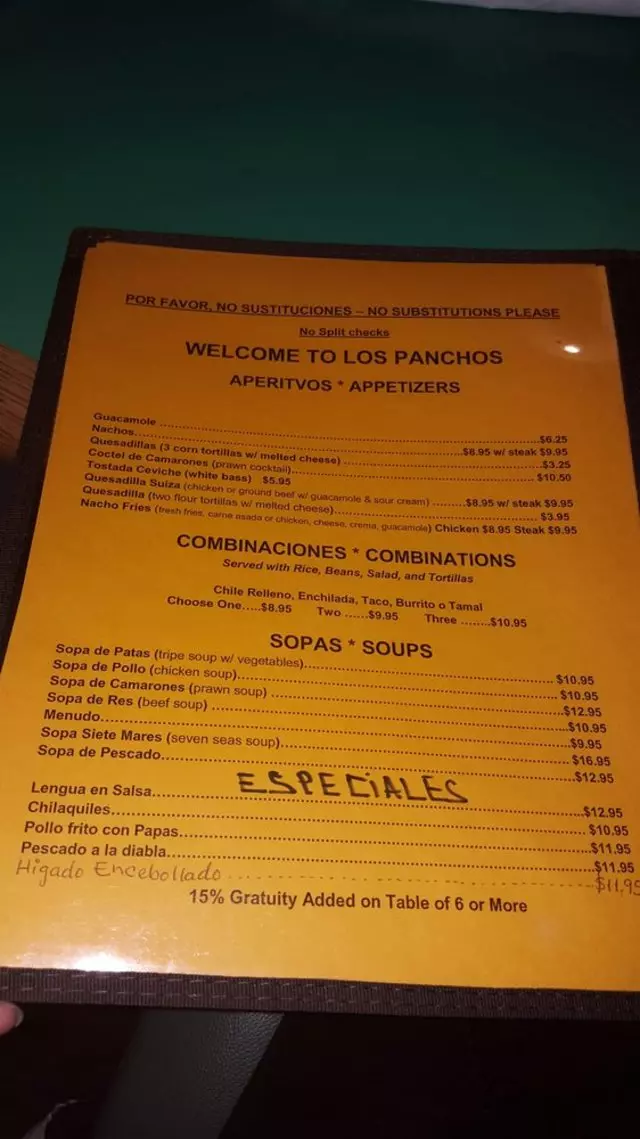 POR FAVOR, NO SUSTITUCIONES – NO SUBSTITUTIONS PLEASE
No Split checks
WELCOME TO LOS PANCHOS
APERITVOS * APPETIZERS
Guacamole ........ $6.25
Nachos........ $8.95 w/ steak $9.95
Quesadillas (3 corn tortillas w/ melted cheese) ........ $3.25
Coctel de Camarones (prawn cocktail)........ $10.50
Tostada Ceviche (white bass) $5.95
Quesadilla Suiza (chicken or ground beef w/ guacamole & sour cream) ........ $8.95 w/ steak $9.95
Quesadilla (two flour tortillas w/ melted cheese)........ $3.95
Nacho Fries (fresh fries, carne asada or chicken, cheese, crema, guacamole) Chicken $8.95 Steak $9.95
COMBINACIONES * COMBINATIONS
Served with Rice, Beans, Salad, and Tortillas
Chile Relleno, Enchilada, Taco, Burrito o Tamal
Choose One.....$8.95 Two ......$9.95 Three ........$10.95
SOPAS * SOUPS
Sopa de Patas (tripe soup w/ vegetables)........ $10.95
Sopa de Pollo (chicken soup)........ $10.95
Sopa de Camarones (prawn soup) ........ $12.95
Sopa de Res (beef soup) ........ $10.95
Menudo........ $9.95
Sopa Siete Mares (seven seas soup)........ $16.95
Sopa de Pescado........ $12.95
ESPECIALES
Lengua en Salsa........ $12.95
Chilaquiles........ $10.95
Pollo frito con Papas........ $11.95
Pescado a la diabla........ $11.95
Higado Encebollado ........ $11,95
15% Gratuity Added on Table of 6 or More